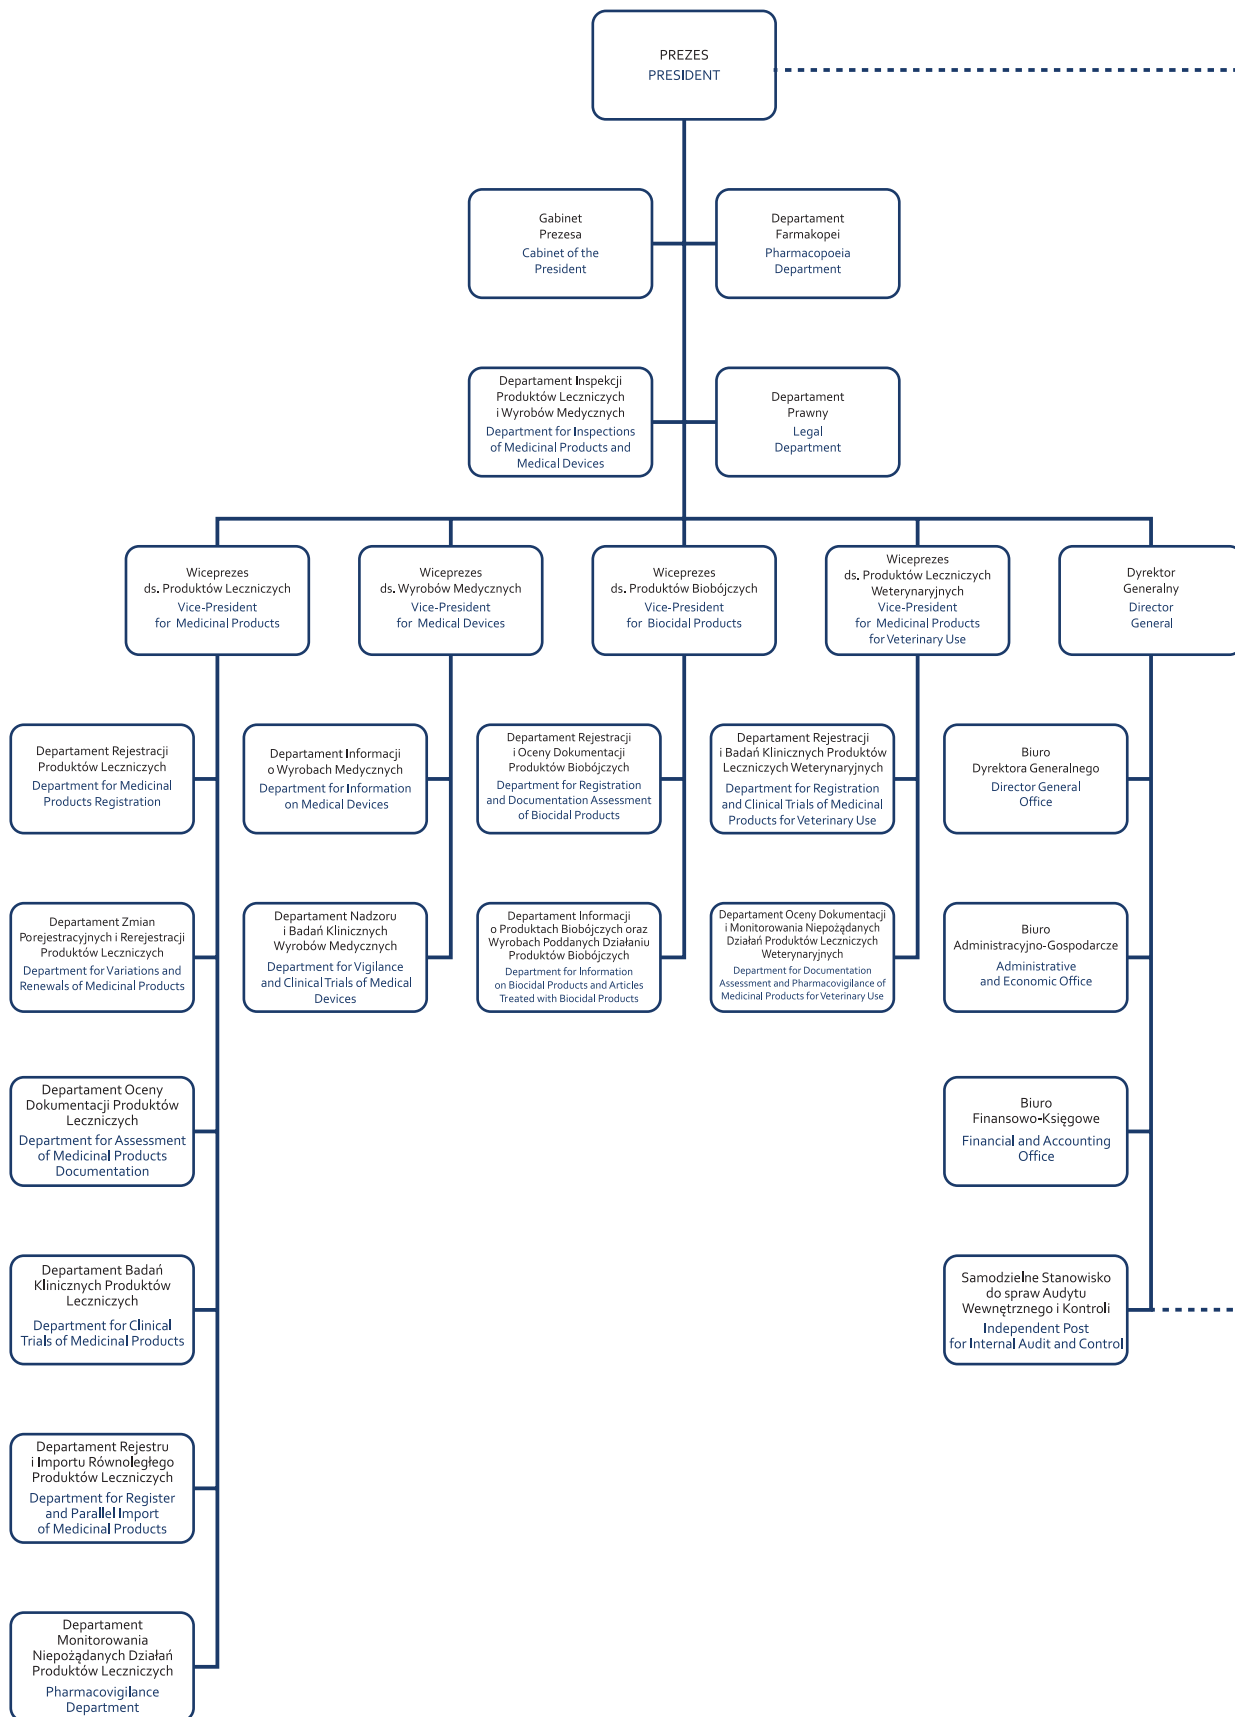 PREZES
PRESIDENT
Gabinet
Prezesa
Cabinet of the
President
Departament
Farmakopei
Pharmacopoeia
Department
Departament Inspekcji
Produktów Leczniczych
i Wyrobów Medycznych
Department for Inspections
of Medicinal Products and
Medical Devices
Departament
Prawny
Legal
Department
Wiceprezes
ds. Produktów Leczniczych
Vice-President
for Medicinal Products
Wiceprezes
ds. Wyrobów Medycznych
Vice-President
for Medical Devices
Wiceprezes
ds. Produktów Biobójczych
Vice-President
for Biocidal Products
Wiceprezes
ds. Produktów Leczniczych
Weterynaryjnych
Vice-President
for Medicinal Products
for Veterinary Use
Dyrektor
Generalny
Director
General
Departament Rejestracji
Produktów Leczniczych
Department for Medicinal
Products Registration
Departament Informacji
o Wyrobach Medycznych
Department for Information
on Medical Devices
Departament Rejestracji
i Oceny Dokumentacji
Produktów Biobójczych
Department for Registration
and Documentation Assessment
of Biocidal Products
Departament Rejestracji
i Badań Klinicznych Produktów
Leczniczych Weterynaryjnych
Department for Registration
and Clinical Trials of Medicinal
Products for Veterinary Use
Biuro
Dyrektora Generalnego
Director General
Office
Departament Zmian
Porejestracyjnych i Rerejestracji
Produktów Leczniczych
Department for Variations and
Renewals of Medicinal Products
Departament Nadzoru
i Badań Klinicznych
Wyrobów Medycznych
Department for Vigilance
and Clinical Trials of Medical
Devices
Departament Informacji
o Produktach Biobójczych oraz
Wyrobach Poddanych Działaniu
Produktów Biobójczych
Department for Information
on Biocidal Products and Articles
Treated with Biocidal Products
Departament Oceny Dokumentacji
i Monitorowania Niepożądanych
Działań Produktów Leczniczych
Weterynaryjnych
Department for Documentation
Assessment and Pharmacovigilance of
Medicinal Products for Veterinary Use
Biuro
Administracyjno-Gospodarcze
Administrative
and Economic Office
Departament Oceny
Dokumentacji Produktów
Leczniczych
Department for Assessment
of Medicinal Products
Documentation
Biuro
Finansowo-Księgowe
Financial and Accounting
Office
Departament Badań
Klinicznych Produktów
Leczniczych
Department for Clinical
Trials of Medicinal Products
Samodzielne Stanowisko
do spraw Audytu
Wewnętrznego i Kontroli
Independent Post
for Internal Audit and Control
Departament Rejestru
i Importu Równoległego
Produktów Leczniczych
Department for Register
and Parallel Import
of Medicinal Products
Departament
Monitorowania
Niepożądanych Działań
Produktów Leczniczych
Pharmacovigilance
Department